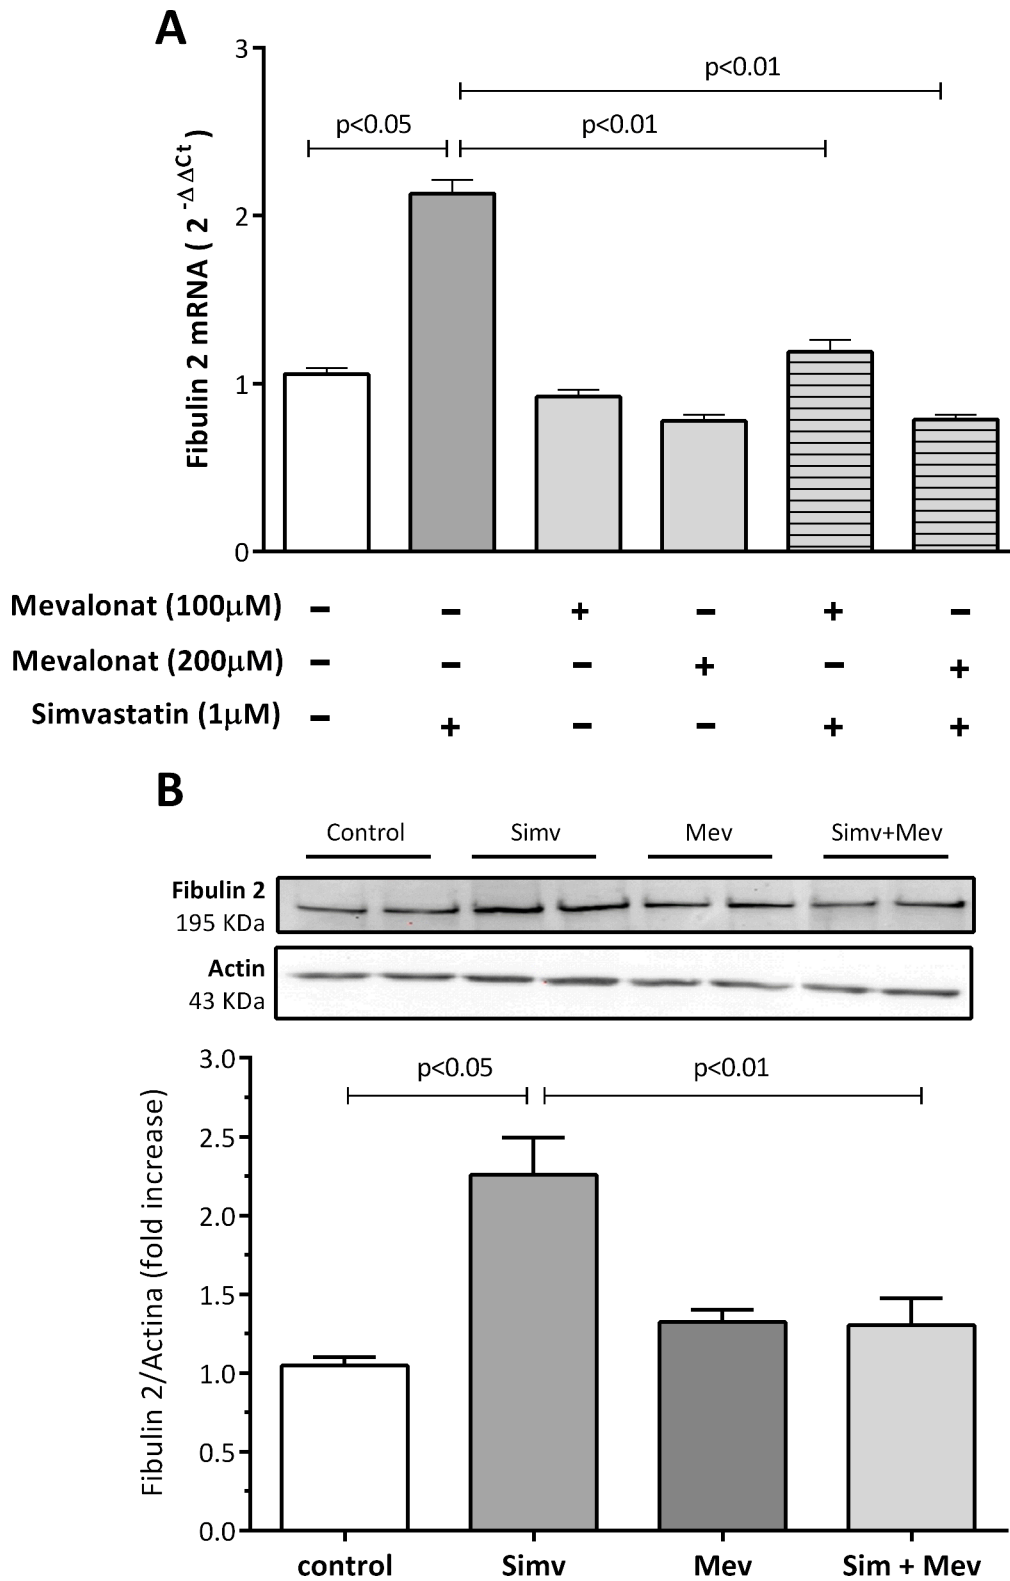 A
3
p<0.01
p<0.05
p<0.01
Fibulin 2 mRNA ( 2 -Δ ΔCt )
2
1
0
Mevalonat (100μM) – – + – + –
Mevalonat (200μM) – – – + – +
Simvastatin (1μM) – + – – + +
B
Control Simv Mev Simv+Mev
Fibulin 2
195 KDa
Actin
43 KDa
3.0
p<0.05 p<0.01
2.5
2.0
1.5
1.0
0.5
0.0
Fibulin 2/Actina (fold increase)
control Simv Mev Sim + Mev